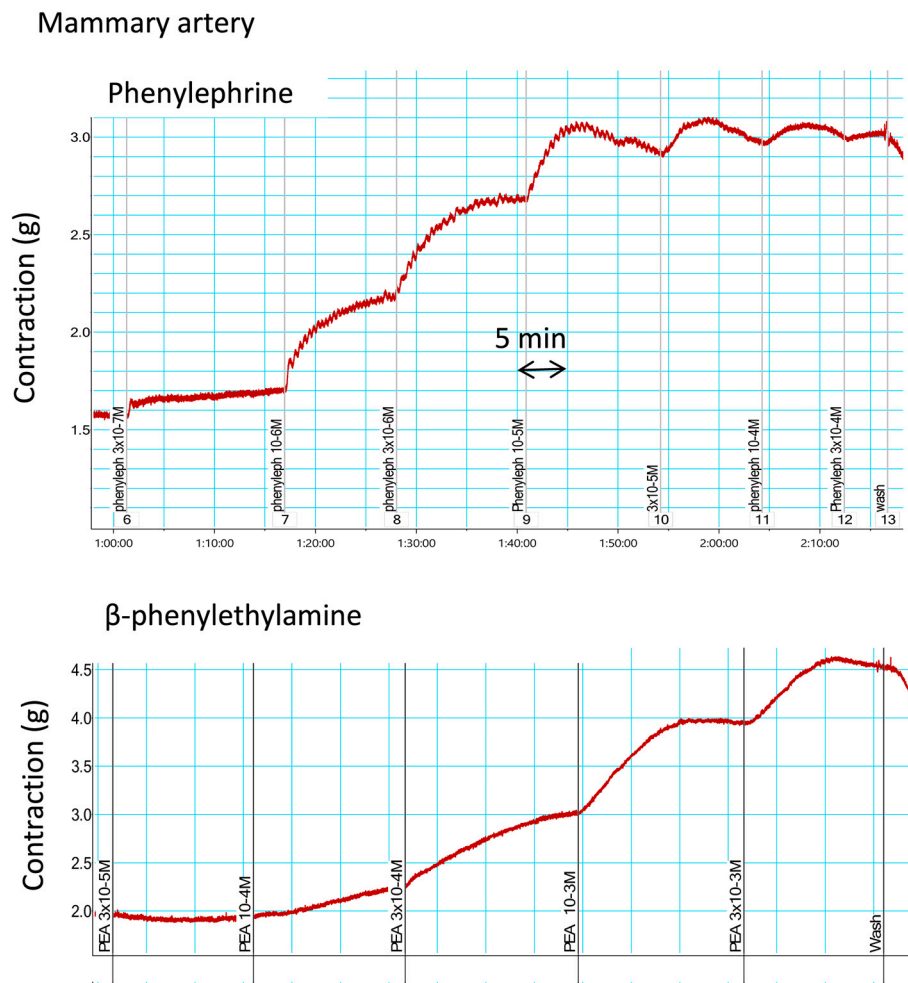 Mammary artery
Phenylephrine
Contraction (g)
3.0
2.5
2.0
1.5
5 min
phenyleph 3x10-7M
phenyleph 10-6M
phenyleph 3x10-6M
Phenyleph 10-5M
3x10-5M
phenyleph 10-4M
Phenyleph 3x10-4M
wash
6 7 8 9 10 11 12 13
1:00:00 1:10:00 1:20:00 1:30:00 1:40:00 1:50:00 2:00:00 2:10:00
β-phenylethylamine
Contraction (g)
4.5
4.0
3.5
3.0
2.5
2.0
PEA 3x10-5M
PEA 10-4M
PEA 3x10-4M
PEA 10-3M
PEA 3x10-3M
Wash